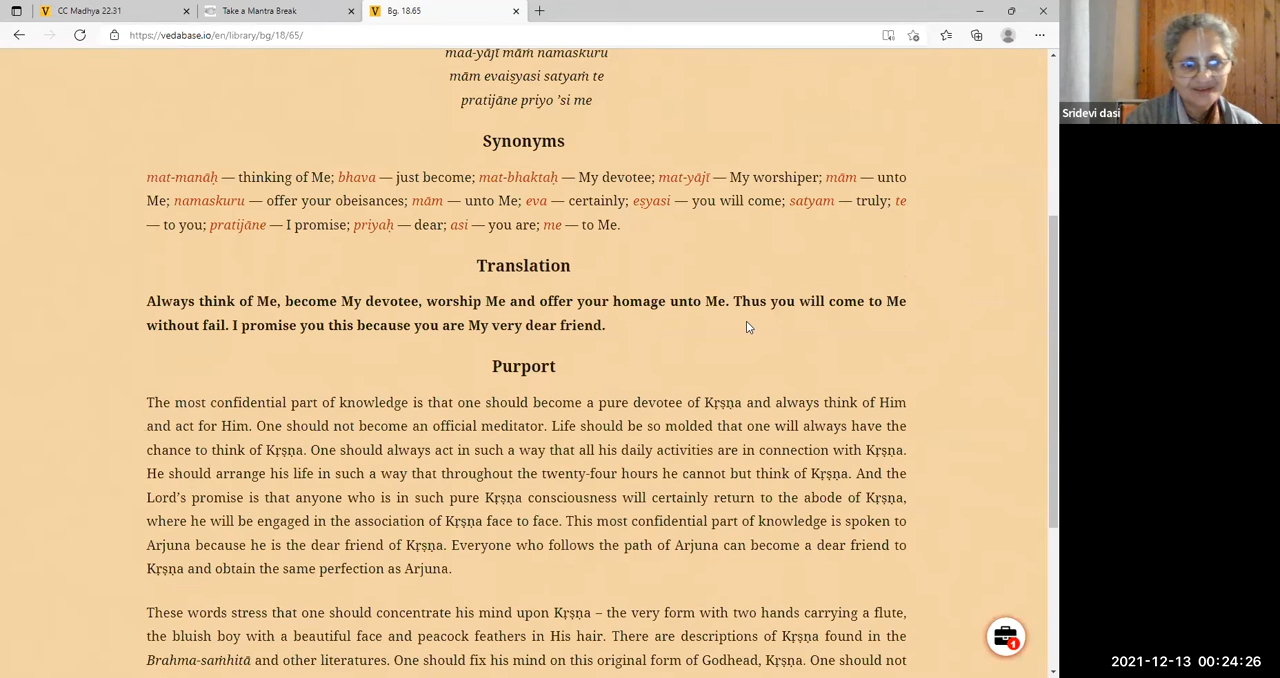 CC Madhya 22.31
Take a Mantra Break
Bg. 18.65
https://vedabase.io/en/library/bg/18/65/
mad-yājī māṁ namaskuru
mām evaiṣyasi satyaṁ te
pratijāne priyo ’si me
Synonyms
mat-manāḥ — thinking of Me; bhava — just become; mat-bhaktaḥ — My devotee; mat-yājī — My worshiper; mām — unto
Me; namaskuru — offer your obeisances; mām — unto Me; eva — certainly; eṣyasi — you will come; satyam — truly; te
— to you; pratijāne — I promise; priyaḥ — dear; asi — you are; me — to Me.
Translation
Always think of Me, become My devotee, worship Me and offer your homage unto Me. Thus you will come to Me
without fail. I promise you this because you are My very dear friend.
Purport
The most confidential part of knowledge is that one should become a pure devotee of Kṛṣṇa and always think of Him
and act for Him. One should not become an official meditator. Life should be so molded that one will always have the
chance to think of Kṛṣṇa. One should always act in such a way that all his daily activities are in connection with Kṛṣṇa.
He should arrange his life in such a way that throughout the twenty-four hours he cannot but think of Kṛṣṇa. And the
Lord’s promise is that anyone who is in such pure Kṛṣṇa consciousness will certainly return to the abode of Kṛṣṇa,
where he will be engaged in the association of Kṛṣṇa face to face. This most confidential part of knowledge is spoken to
Arjuna because he is the dear friend of Kṛṣṇa. Everyone who follows the path of Arjuna can become a dear friend to
Kṛṣṇa and obtain the same perfection as Arjuna.
These words stress that one should concentrate his mind upon Kṛṣṇa – the very form with two hands carrying a flute,
the bluish boy with a beautiful face and peacock feathers in His hair. There are descriptions of Kṛṣṇa found in the
Brahma-saṁhitā and other literatures. One should fix his mind on this original form of Godhead, Kṛṣṇa. One should not
Sridevi dasi
1
2021-12-13 00:24:26